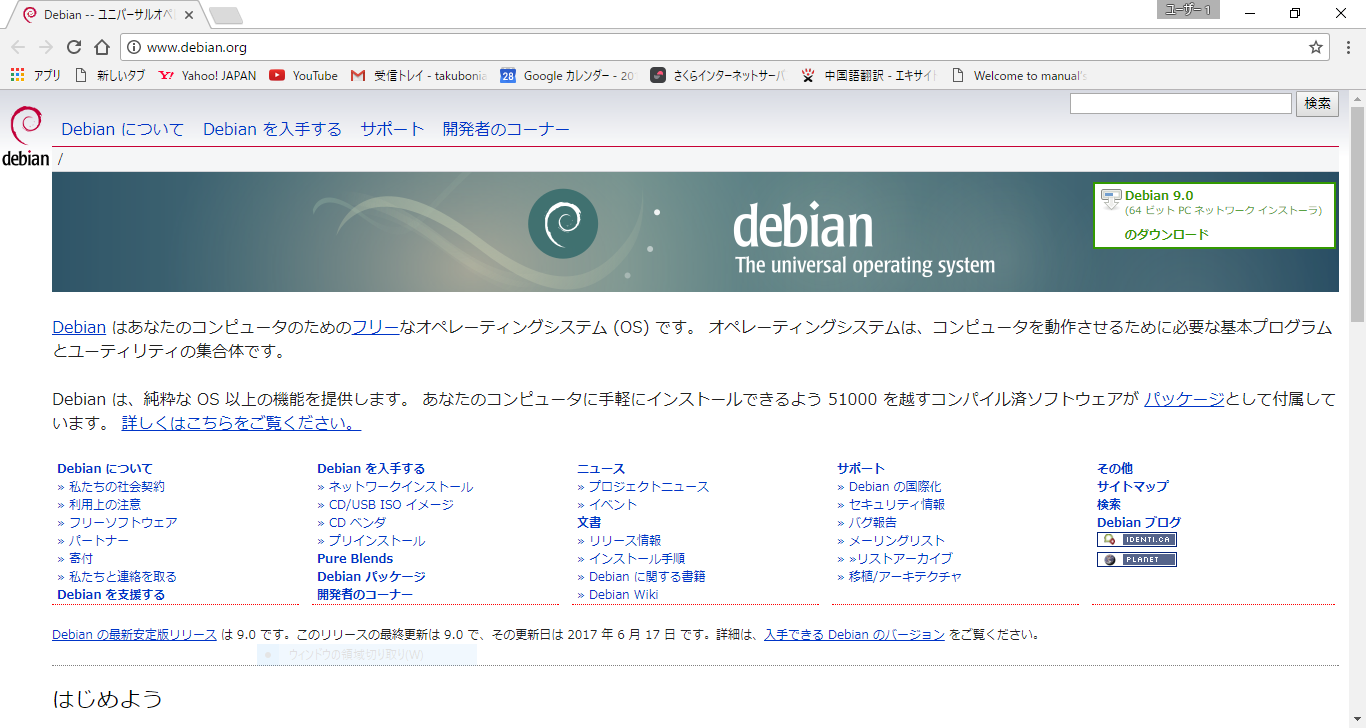 Debian -- ユニバーサルオペ
ユーザー 1
www.debian.org
アプリ 新しいタブ Yahoo! JAPAN YouTube 受信トレイ - takubonia Google カレンダー - 20 さくらインターネットサーバ 中国語翻訳 - エキサイト Welcome to manual's
検索
Debian について Debian を入手する サポート 開発者のコーナー
debian /
debian
The universal operating system
Debian 9.0
(64 ビット PC ネットワーク インストーラ)
のダウンロード
Debian はあなたのコンピュータのためのフリーなオペレーティングシステム (OS) です。 オペレーティングシステムは、コンピュータを動作させるために必要な基本プログラム
とユーティリティの集合体です。
Debian は、純粋な OS 以上の機能を提供します。 あなたのコンピュータに手軽にインストールできるよう 51000 を越すコンパイル済ソフトウェアが パッケージとして付属して
います。 詳しくはこちらをご覧ください。
Debian について
» 私たちの社会契約
» 利用上の注意
» フリーソフトウェア
» パートナー
» 寄付
» 私たちと連絡を取る
Debian を支援する
Debian を入手する
» ネットワークインストール
» CD/USB ISO イメージ
» CD ベンダ
» プリインストール
Pure Blends
Debian パッケージ
開発者のコーナー
ニュース
» プロジェクトニュース
» イベント
文書
» リリース情報
» インストール手順
» Debian に関する書籍
» Debian Wiki
サポート
» Debian の国際化
» セキュリティ情報
» バグ報告
» メーリングリスト
» »リストアーカイブ
» 移植/アーキテクチャ
その他
サイトマップ
検索
Debian ブログ
IDENTI.CA
PLANET
Debian の最新安定版リリース は 9.0 です。このリリースの最終更新は 9.0 で、その更新日は 2017 年 6 月 17 日 です。詳細は、入手できる Debian のバージョン をご覧ください。
ウィンドウの領域切り取り(W)
はじめよう